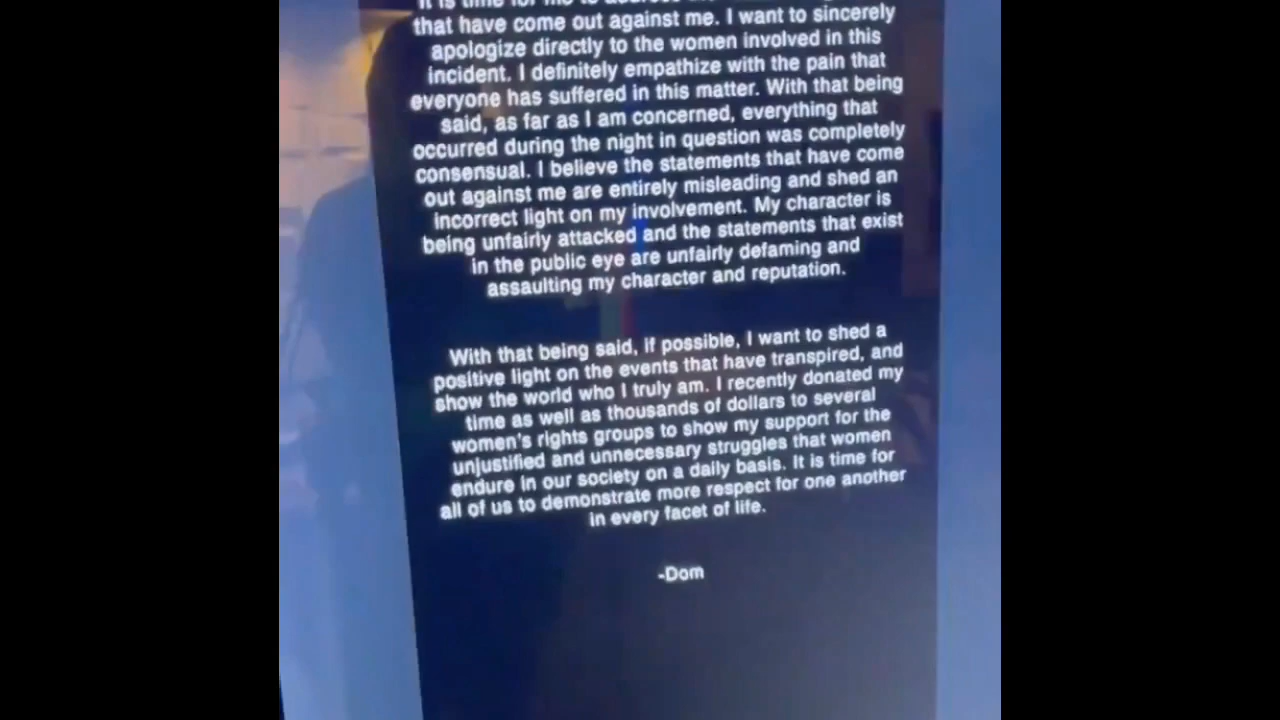 It is time for me to address
that have come out against me. I want to sincerely
apologize directly to the women involved in this
incident. I definitely empathize with the pain that
everyone has suffered in this matter. With that being
said, as far as I am concerned, everything that
occurred during the night in question was completely
consensual. I believe the statements that have come
out against me are entirely misleading and shed an
incorrect light on my involvement. My character is
being unfairly attacked and the statements that exist
in the public eye are unfairly defaming and
assaulting my character and reputation.
With that being said, if possible, I want to shed a
positive light on the events that have transpired, and
show the world who I truly am. I recently donated my
time as well as thousands of dollars to several
women's rights groups to show my support for the
unjustified and unnecessary struggles that women
endure in our society on a daily basis. It is time for
all of us to demonstrate more respect for one another
in every facet of life.
-Dom